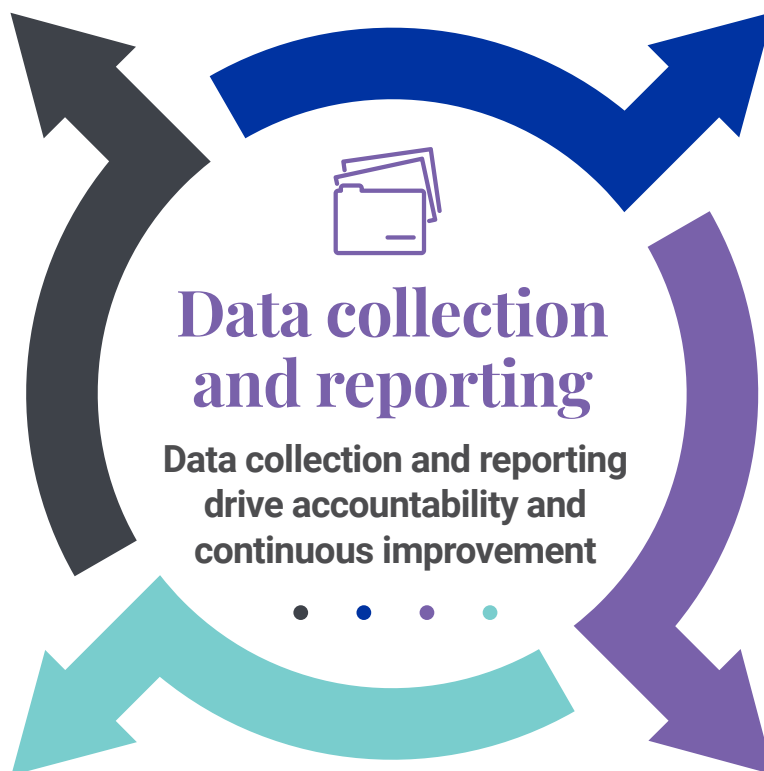 Data collection
and reporting
Data collection and reporting
drive accountability and
continuous improvement